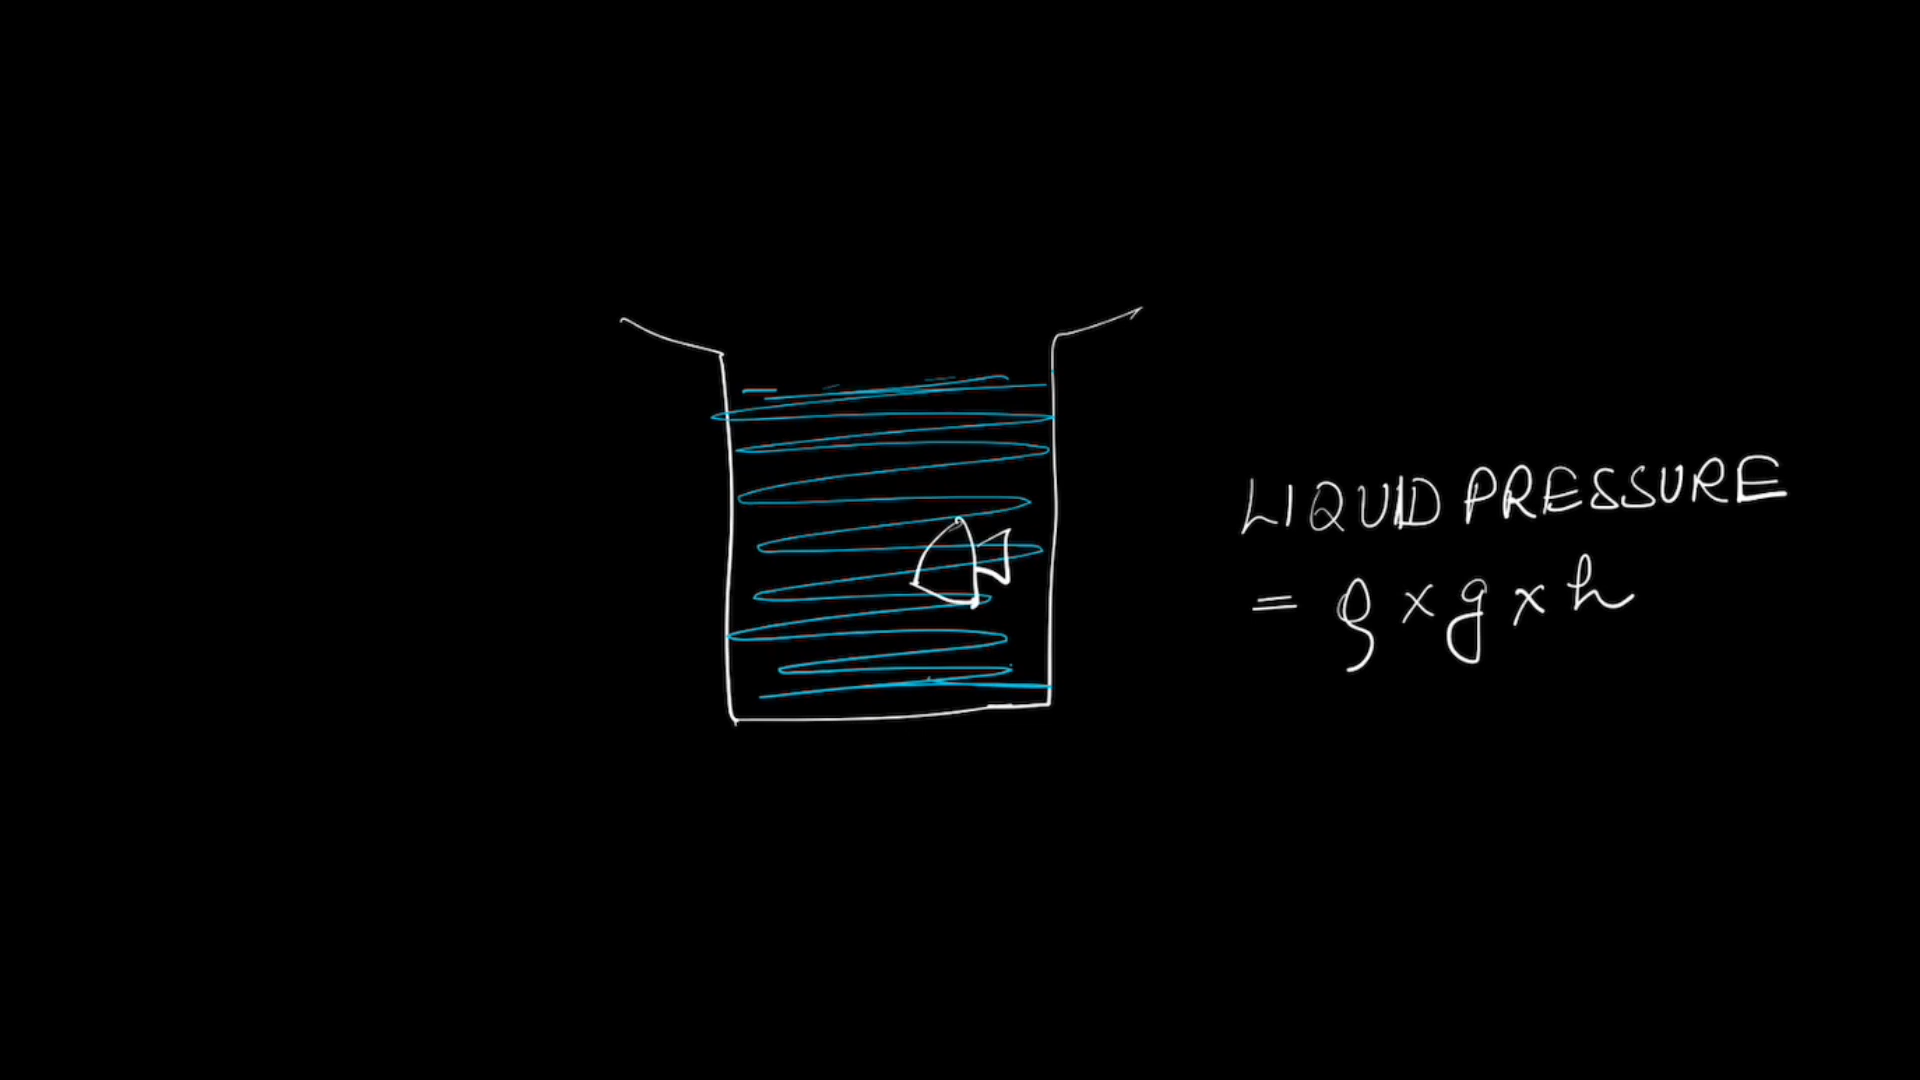 LIQUID PRESSURE
= ρ × g × h